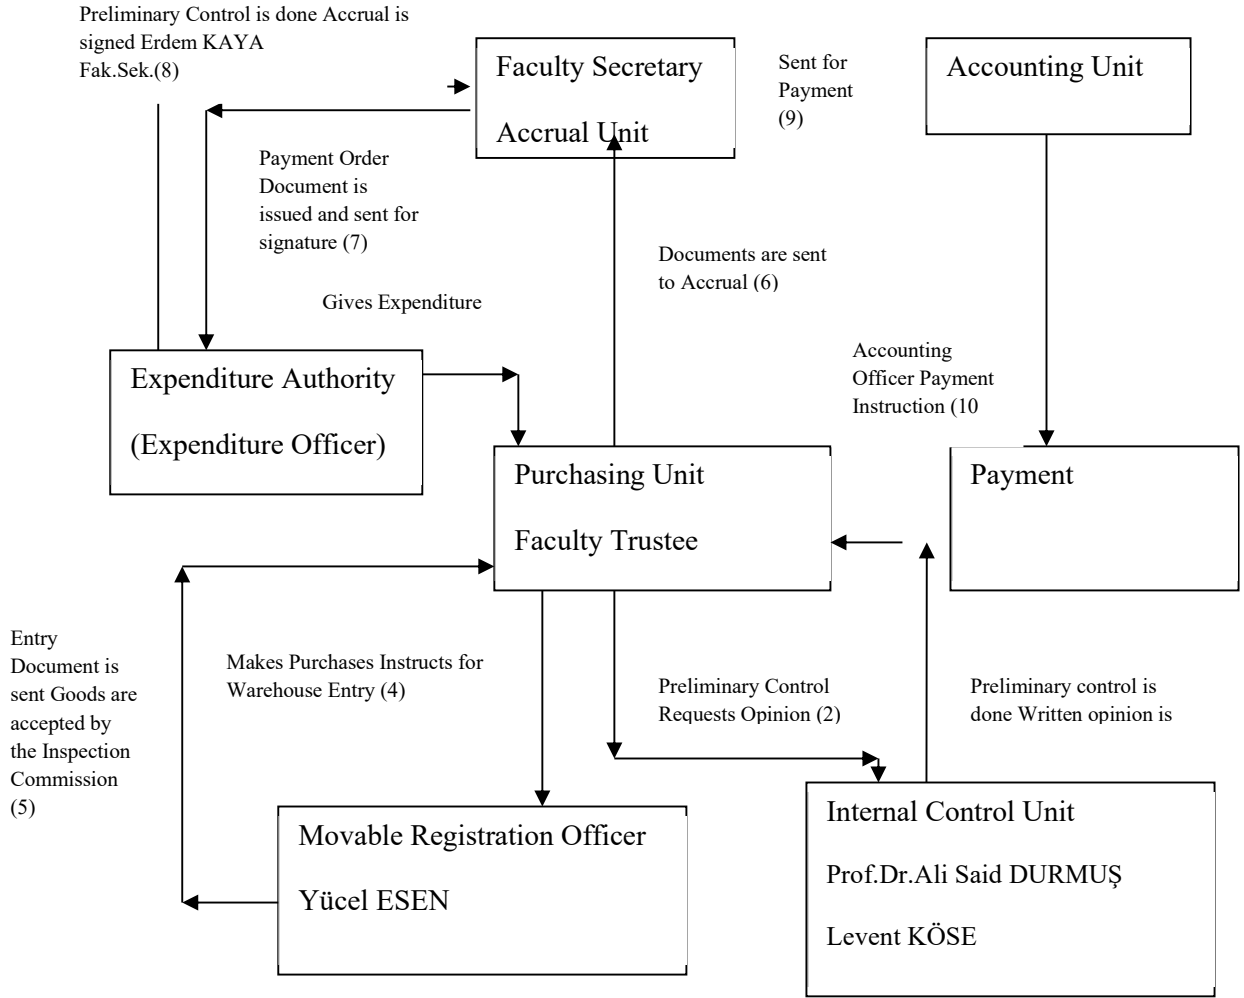 Preliminary Control is done Accrual is
signed Erdem KAYA
Fak.Sek.(8)
Faculty Secretary
Accrual Unit
Sent for
Payment
(9)
Accounting Unit
Payment Order
Document is
issued and sent for
signature (7)
Documents are sent
to Accrual (6)
Gives Expenditure
Accounting
Officer Payment
Instruction (10
Expenditure Authority
(Expenditure Officer)
Purchasing Unit
Faculty Trustee
Payment
Entry
Document is
sent Goods are
accepted by
the Inspection
Commission
(5)
Makes Purchases Instructs for
Warehouse Entry (4)
Preliminary Control
Requests Opinion (2)
Preliminary control is
done Written opinion is
Movable Registration Officer
Yücel ESEN
Internal Control Unit
Prof.Dr.Ali Said DURMUŞ
Levent KÖSE